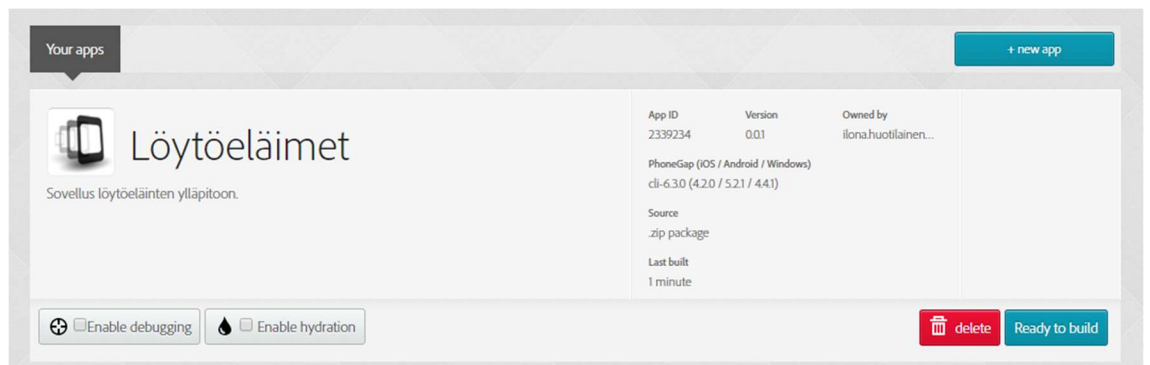 Your apps
+ new app
Löytöeläimet
Sovellus löytöeläinten ylläpitoon.
App ID Version Owned by
2339234 0.0.1 ilona.huotilainen...
PhoneGap (iOS / Android / Windows)
cli-6.3.0 (4.2.0 / 5.2.1 / 4.4.1)
Source
.zip package
Last built
1 minute
Enable debugging
Enable hydration
delete
Ready to build